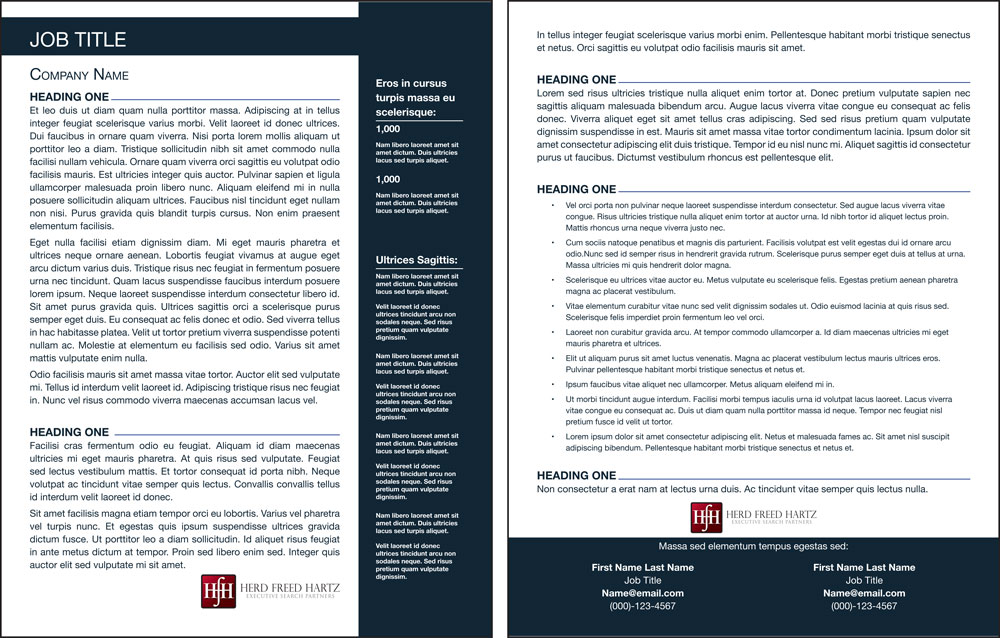 JOB TITLE
Company Name
HEADING ONE
Et leo duis ut diam quam nulla porttitor massa. Adipiscing at in tellus
integer feugiat scelerisque varius morbi. Velit laoreet id donec ultrices.
Dui faucibus in ornare quam viverra. Nisi porta lorem mollis aliquam ut
porttitor leo a diam. Tristique sollicitudin nibh sit amet commodo nulla
facilisi nullam vehicula. Ornare quam viverra orci sagittis eu volutpat odio
facilisis mauris. Est ultricies integer quis auctor. Pulvinar sapien et ligula
ullamcorper malesuada proin libero nunc. Aliquam eleifend mi in nulla
posuere sollicitudin aliquam ultrices. Faucibus nisl tincidunt eget nullam
non nisi. Purus gravida quis blandit turpis cursus. Non enim praesent
elementum facilisis.
Eget nulla facilisi etiam dignissim diam. Mi eget mauris pharetra et
ultrices neque ornare aenean. Lobortis feugiat vivamus at augue eget
arcu dictum varius duis. Tristique risus nec feugiat in fermentum posuere
urna nec tincidunt. Quam lacus suspendisse faucibus interdum posuere
lorem ipsum. Neque laoreet suspendisse interdum consectetur libero id.
Sit amet purus gravida quis. Ultrices sagittis orci a scelerisque purus
semper eget duis. Eu consequat ac felis donec et odio. Sed viverra tellus
in hac habitasse platea. Velit ut tortor pretium viverra suspendisse potenti
nullam ac. Molestie at elementum eu facilisis sed odio. Varius sit amet
mattis vulputate enim nulla.
Odio facilisis mauris sit amet massa vitae tortor. Auctor elit sed vulputate
mi. Tellus id interdum velit laoreet id. Adipiscing tristique risus nec feugiat
in. Nunc vel risus commodo viverra maecenas accumsan lacus vel.
HEADING ONE
Facilisi cras fermentum odio eu feugiat. Aliquam id diam maecenas
ultricies mi eget mauris pharetra. At quis risus sed vulputate. Feugiat
sed lectus vestibulum mattis. Et tortor consequat id porta nibh. Neque
volutpat ac tincidunt vitae semper quis lectus. Convallis convallis tellus
id interdum velit laoreet id donec.
Sit amet facilisis magna etiam tempor orci eu lobortis. Varius vel pharetra
vel turpis nunc. Et egestas quis ipsum suspendisse ultrices gravida
dictum fusce. Ut porttitor leo a diam sollicitudin. Id aliquet risus feugiat
in ante metus dictum at tempor. Proin sed libero enim sed. Integer quis
auctor elit sed vulputate mi sit amet.
HfH HERD FREED HARTZ
EXECUTIVE SEARCH PARTNERS
Eros in cursus
turpis massa eu
scelerisque:
1,000
Nam libero laoreet amet sit
amet dictum. Duis ultricies
lacus sed turpis aliquet.
1,000
Nam libero laoreet amet sit
amet dictum. Duis ultricies
lacus sed turpis aliquet.
Ultrices Sagittis:
Nam libero laoreet amet sit
amet dictum. Duis ultricies
lacus sed turpis aliquet.
Velit laoreet id donec
ultrices tincidunt arcu non
sodales neque. Sed risus
pretium quam vulputate
dignissim.
Nam libero laoreet amet sit
amet dictum. Duis ultricies
lacus sed turpis aliquet.
Velit laoreet id donec
ultrices tincidunt arcu non
sodales neque. Sed risus
pretium quam vulputate
dignissim.
Nam libero laoreet amet sit
amet dictum. Duis ultricies
lacus sed turpis aliquet.
Velit laoreet id donec
ultrices tincidunt arcu non
sodales neque. Sed risus
pretium quam vulputate
dignissim.
Nam libero laoreet amet sit
amet dictum. Duis ultricies
lacus sed turpis aliquet.
Velit laoreet id donec
ultrices tincidunt arcu non
sodales neque. Sed risus
pretium quam vulputate
dignissim.
In tellus integer feugiat scelerisque varius morbi enim. Pellentesque habitant morbi tristique senectus
et netus. Orci sagittis eu volutpat odio facilisis mauris sit amet.
HEADING ONE
Lorem sed risus ultricies tristique nulla aliquet enim tortor at. Donec pretium vulputate sapien nec
sagittis aliquam malesuada bibendum arcu. Augue lacus viverra vitae congue eu consequat ac felis
donec. Viverra aliquet eget sit amet tellus cras adipiscing. Sed sed risus pretium quam vulputate
dignissim suspendisse in est. Mauris sit amet massa vitae tortor condimentum lacinia. Ipsum dolor sit
amet consectetur adipiscing elit duis tristique. Tempor id eu nisl nunc mi. Aliquet sagittis id consectetur
purus ut faucibus. Dictumst vestibulum rhoncus est pellentesque elit.
HEADING ONE
• Vel orci porta non pulvinar neque laoreet suspendisse interdum consectetur. Sed augue lacus viverra vitae
congue. Risus ultricies tristique nulla aliquet enim tortor at auctor urna. Id nibh tortor id aliquet lectus proin.
Mattis rhoncus urna neque viverra justo nec.
• Cum sociis natoque penatibus et magnis dis parturient. Facilisis volutpat est velit egestas dui id ornare arcu
odio.Nunc sed id semper risus in hendrerit gravida rutrum. Scelerisque purus semper eget duis at tellus at urna.
Massa ultricies mi quis hendrerit dolor magna.
• Scelerisque eu ultrices vitae auctor eu. Metus vulputate eu scelerisque felis. Egestas pretium aenean pharetra
magna ac placerat vestibulum.
• Vitae elementum curabitur vitae nunc sed velit dignissim sodales ut. Odio euismod lacinia at quis risus sed.
Scelerisque felis imperdiet proin fermentum leo vel orci.
• Laoreet non curabitur gravida arcu. At tempor commodo ullamcorper a. Id diam maecenas ultricies mi eget
mauris pharetra et ultrices.
• Elit ut aliquam purus sit amet luctus venenatis. Magna ac placerat vestibulum lectus mauris ultrices eros.
Pulvinar pellentesque habitant morbi tristique senectus et netus et.
• Ipsum faucibus vitae aliquet nec ullamcorper. Metus aliquam eleifend mi in.
• Ut morbi tincidunt augue interdum. Facilisi morbi tempus iaculis urna id volutpat lacus laoreet. Lacus viverra
vitae congue eu consequat ac. Duis ut diam quam nulla porttitor massa id neque. Tempor nec feugiat nisl
pretium fusce id velit ut tortor.
• Lorem ipsum dolor sit amet consectetur adipiscing elit. Netus et malesuada fames ac. Sit amet nisl suscipit
adipiscing bibendum. Pellentesque habitant morbi tristique senectus et netus et.
HEADING ONE
Non consectetur a erat nam at lectus urna duis. Ac tincidunt vitae semper quis lectus nulla.
HfH HERD FREED HARTZ
EXECUTIVE SEARCH PARTNERS
Massa sed elementum tempus egestas sed:
First Name Last Name
Job Title
Name@email.com
(000)-123-4567
First Name Last Name
Job Title
Name@email.com
(000)-123-4567